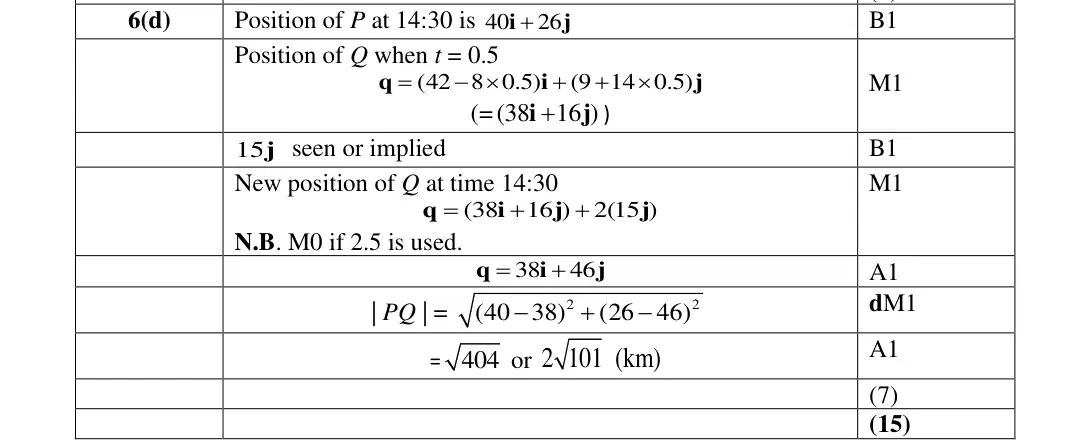 6(d) Position of P at 14:30 is 40i + 26j B1
Position of Q when t = 0.5
q = (42 − 8×0.5)i + (9 + 14×0.5)j M1
(= (38i + 16j) )
15j seen or implied B1
New position of Q at time 14:30 M1
q = (38i + 16j) + 2(15j)
N.B. M0 if 2.5 is used.
q = 38i + 46j A1
| PQ | = √(40 − 38)² + (26 − 46)² dM1
= √404 or 2√101 (km) A1
(7)
(15)